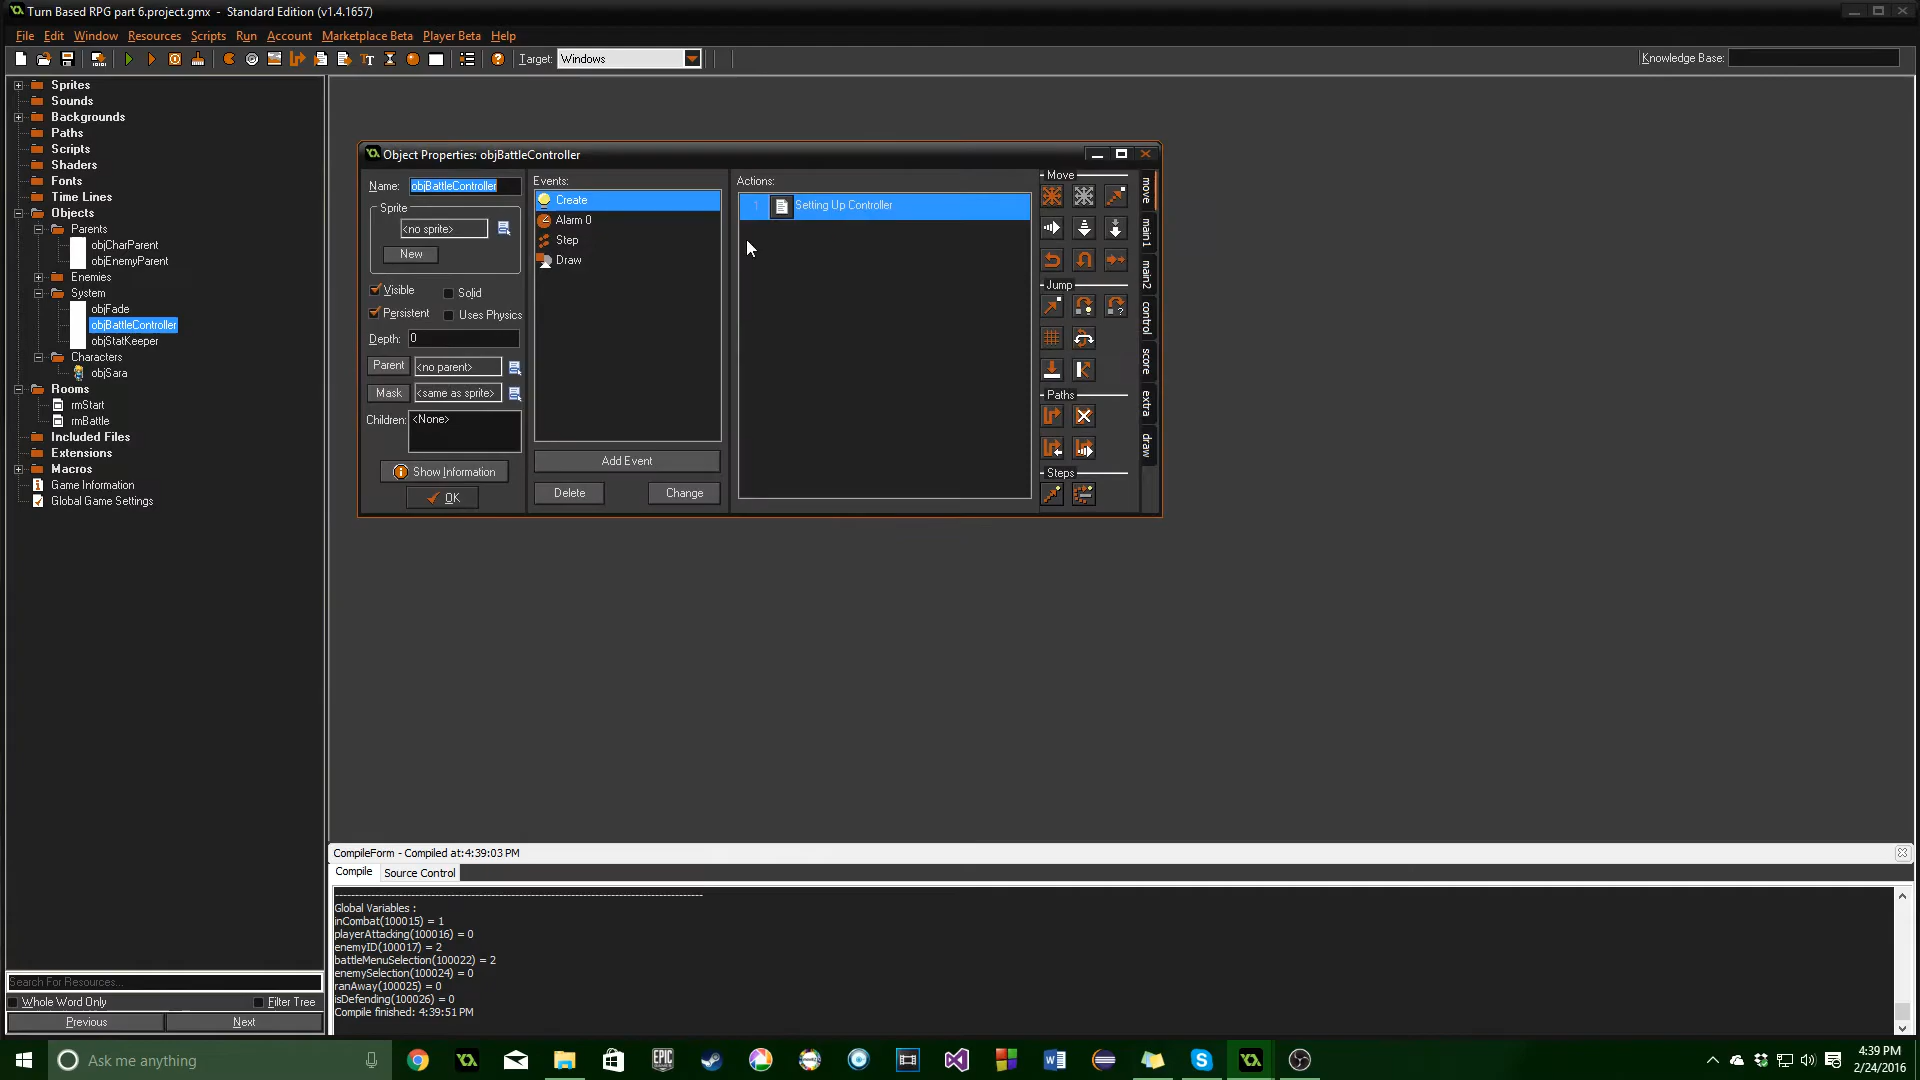 Turn Based RPG part 6.project.gmx - Standard Edition (v1.4.1657)
File Edit Window Resources Scripts Run Account Marketplace Beta Player Beta Help
Target: Windows
Knowledge Base:
Sprites
Sounds
Backgrounds
Paths
Scripts
Shaders
Fonts
Time Lines
Objects
Parents
objCharParent
objEnemyParent
Enemies
System
objFade
objBattleController
objStatKeeper
Characters
objSara
Rooms
rmStart
rmBattle
Included Files
Extensions
Macros
Game Information
Global Game Settings
Search For Resources...
Whole Word Only
Filter Tree
Previous
Next
Object Properties: objBattleController
Name: objBattleController
Sprite
<no sprite>
New
Visible
Solid
Persistent
Uses Physics
Depth: 0
Parent <no parent>
Mask <same as sprite>
Children: <None>
Show Information
OK
Events:
Create
Alarm 0
Step
Draw
Add Event
Delete
Change
Actions:
1 Setting Up Controller
Move
Jump
Paths
Steps
move
main1
main2
control
score
extra
draw
CompileForm - Compiled at:4:39:03 PM
Compile
Source Control
Global Variables :
inCombat(100015) = 1
playerAttacking(100016) = 0
enemyID(100017) = 2
battleMenuSelection(100022) = 2
enemySelection(100024) = 0
ranAway(100025) = 0
isDefending(100026) = 0
Compile finished: 4:39:51 PM
Ask me anything
EPIC
4:39 PM
2/24/2016